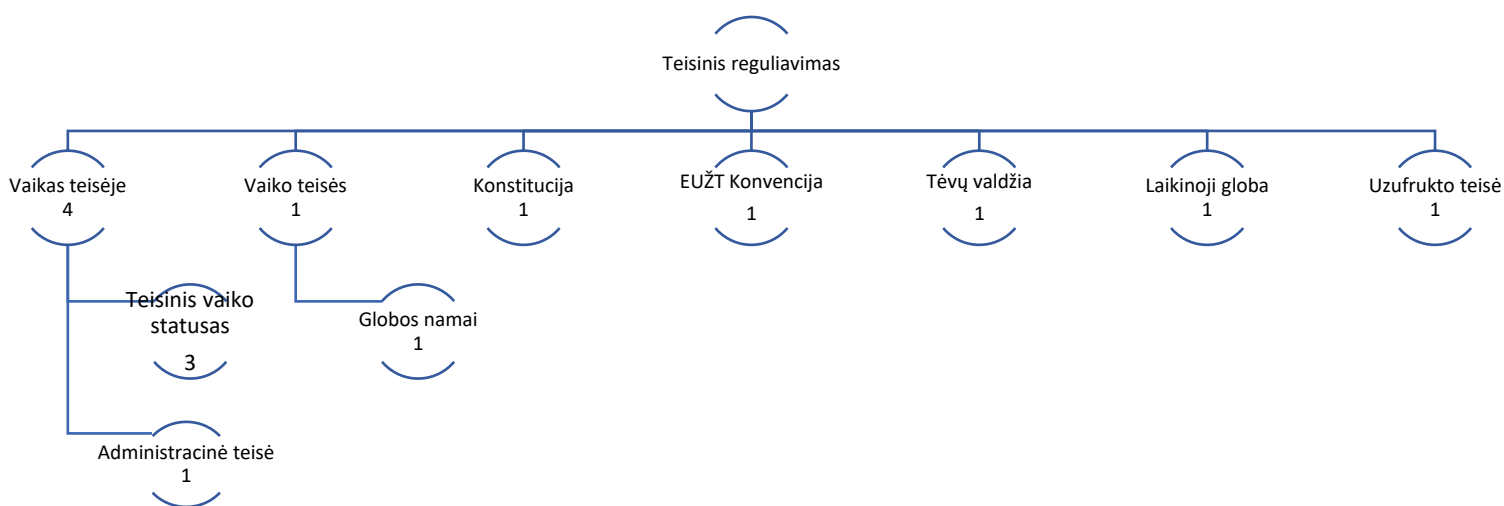 Teisinis reguliavimas
Vaikas teisėje
4
Vaiko teisės
1
Konstitucija
1
EUŽT Konvencija
1
Tėvų valdžia
1
Laikinoji globa
1
Uzufrukto teisė
1
Teisinis vaiko
statusas
3
Globos namai
1
Administracinė teisė
1